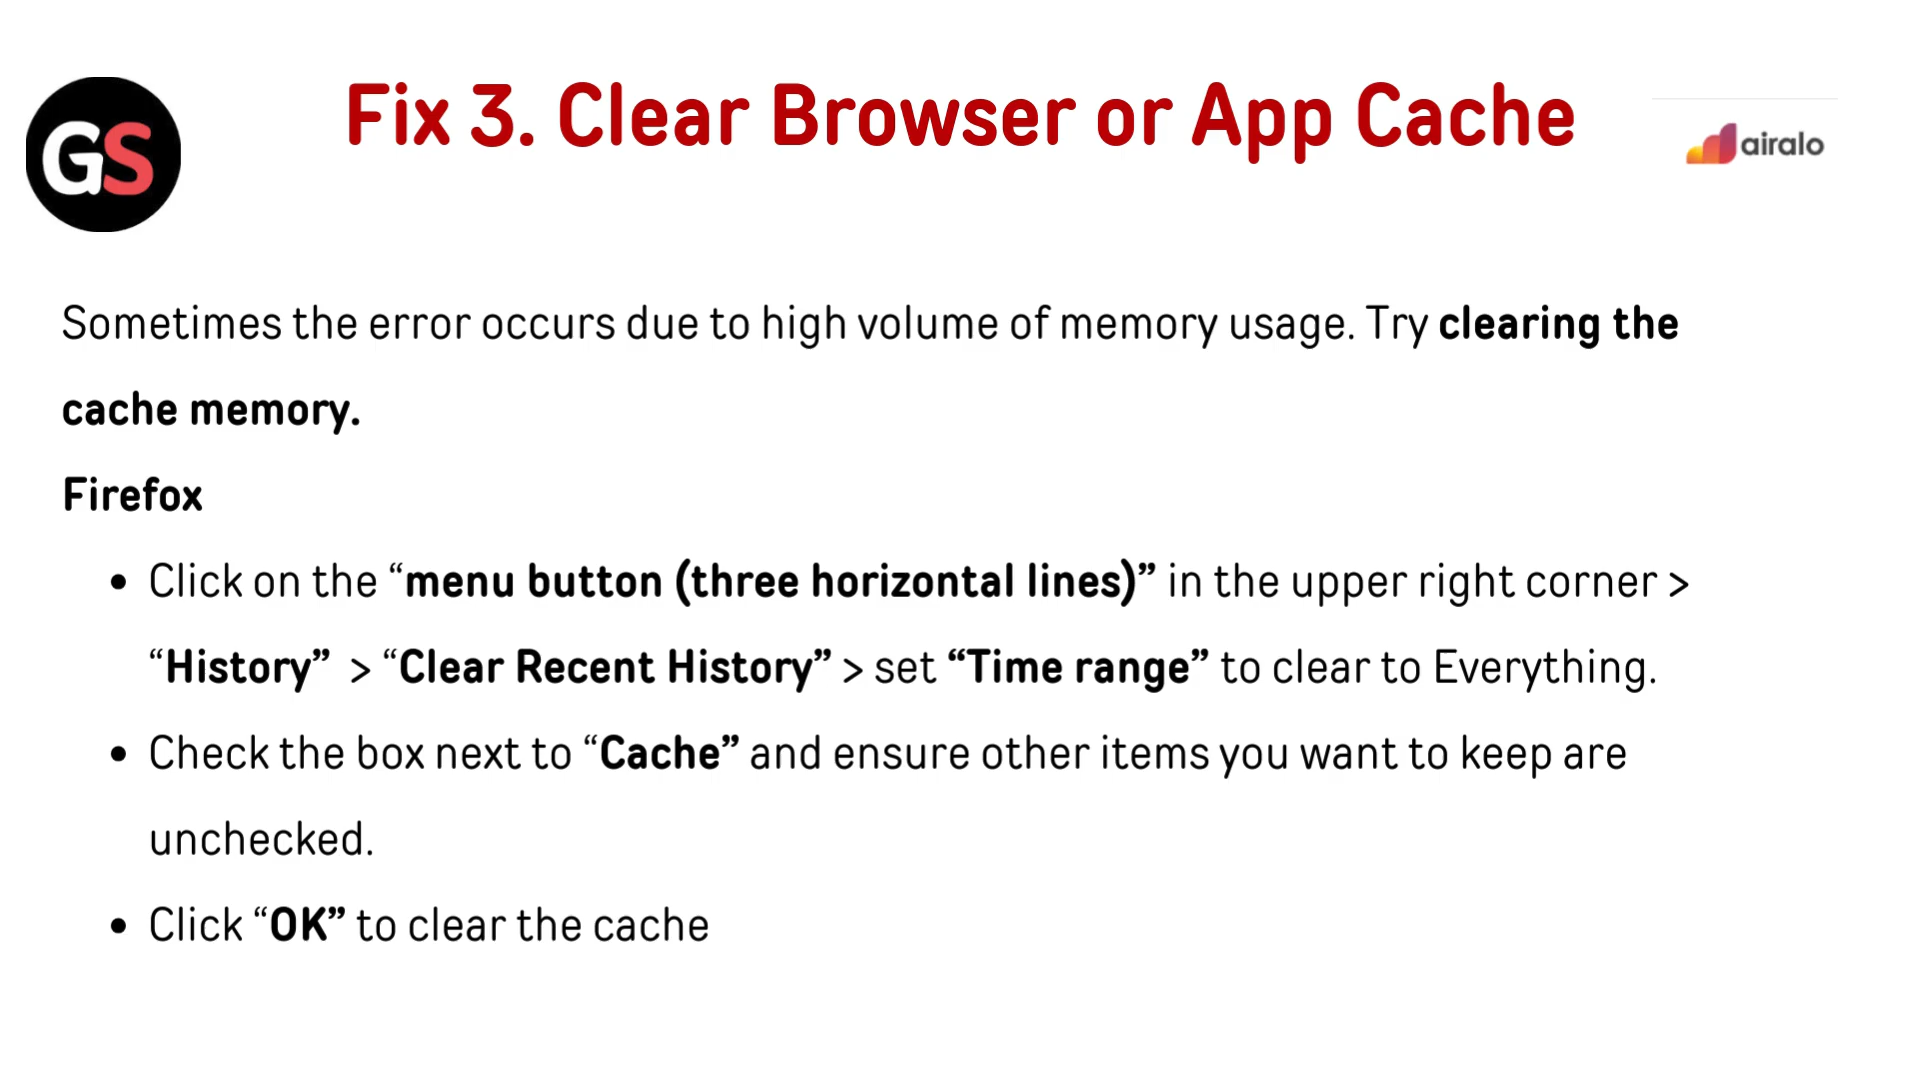 GS
Fix 3. Clear Browser or App Cache
airalo
Sometimes the error occurs due to high volume of memory usage. Try clearing the
cache memory.
Firefox
• Click on the “menu button (three horizontal lines)” in the upper right corner >
“History” > “Clear Recent History” > set “Time range” to clear to Everything.
• Check the box next to “Cache” and ensure other items you want to keep are
unchecked.
• Click “OK” to clear the cache